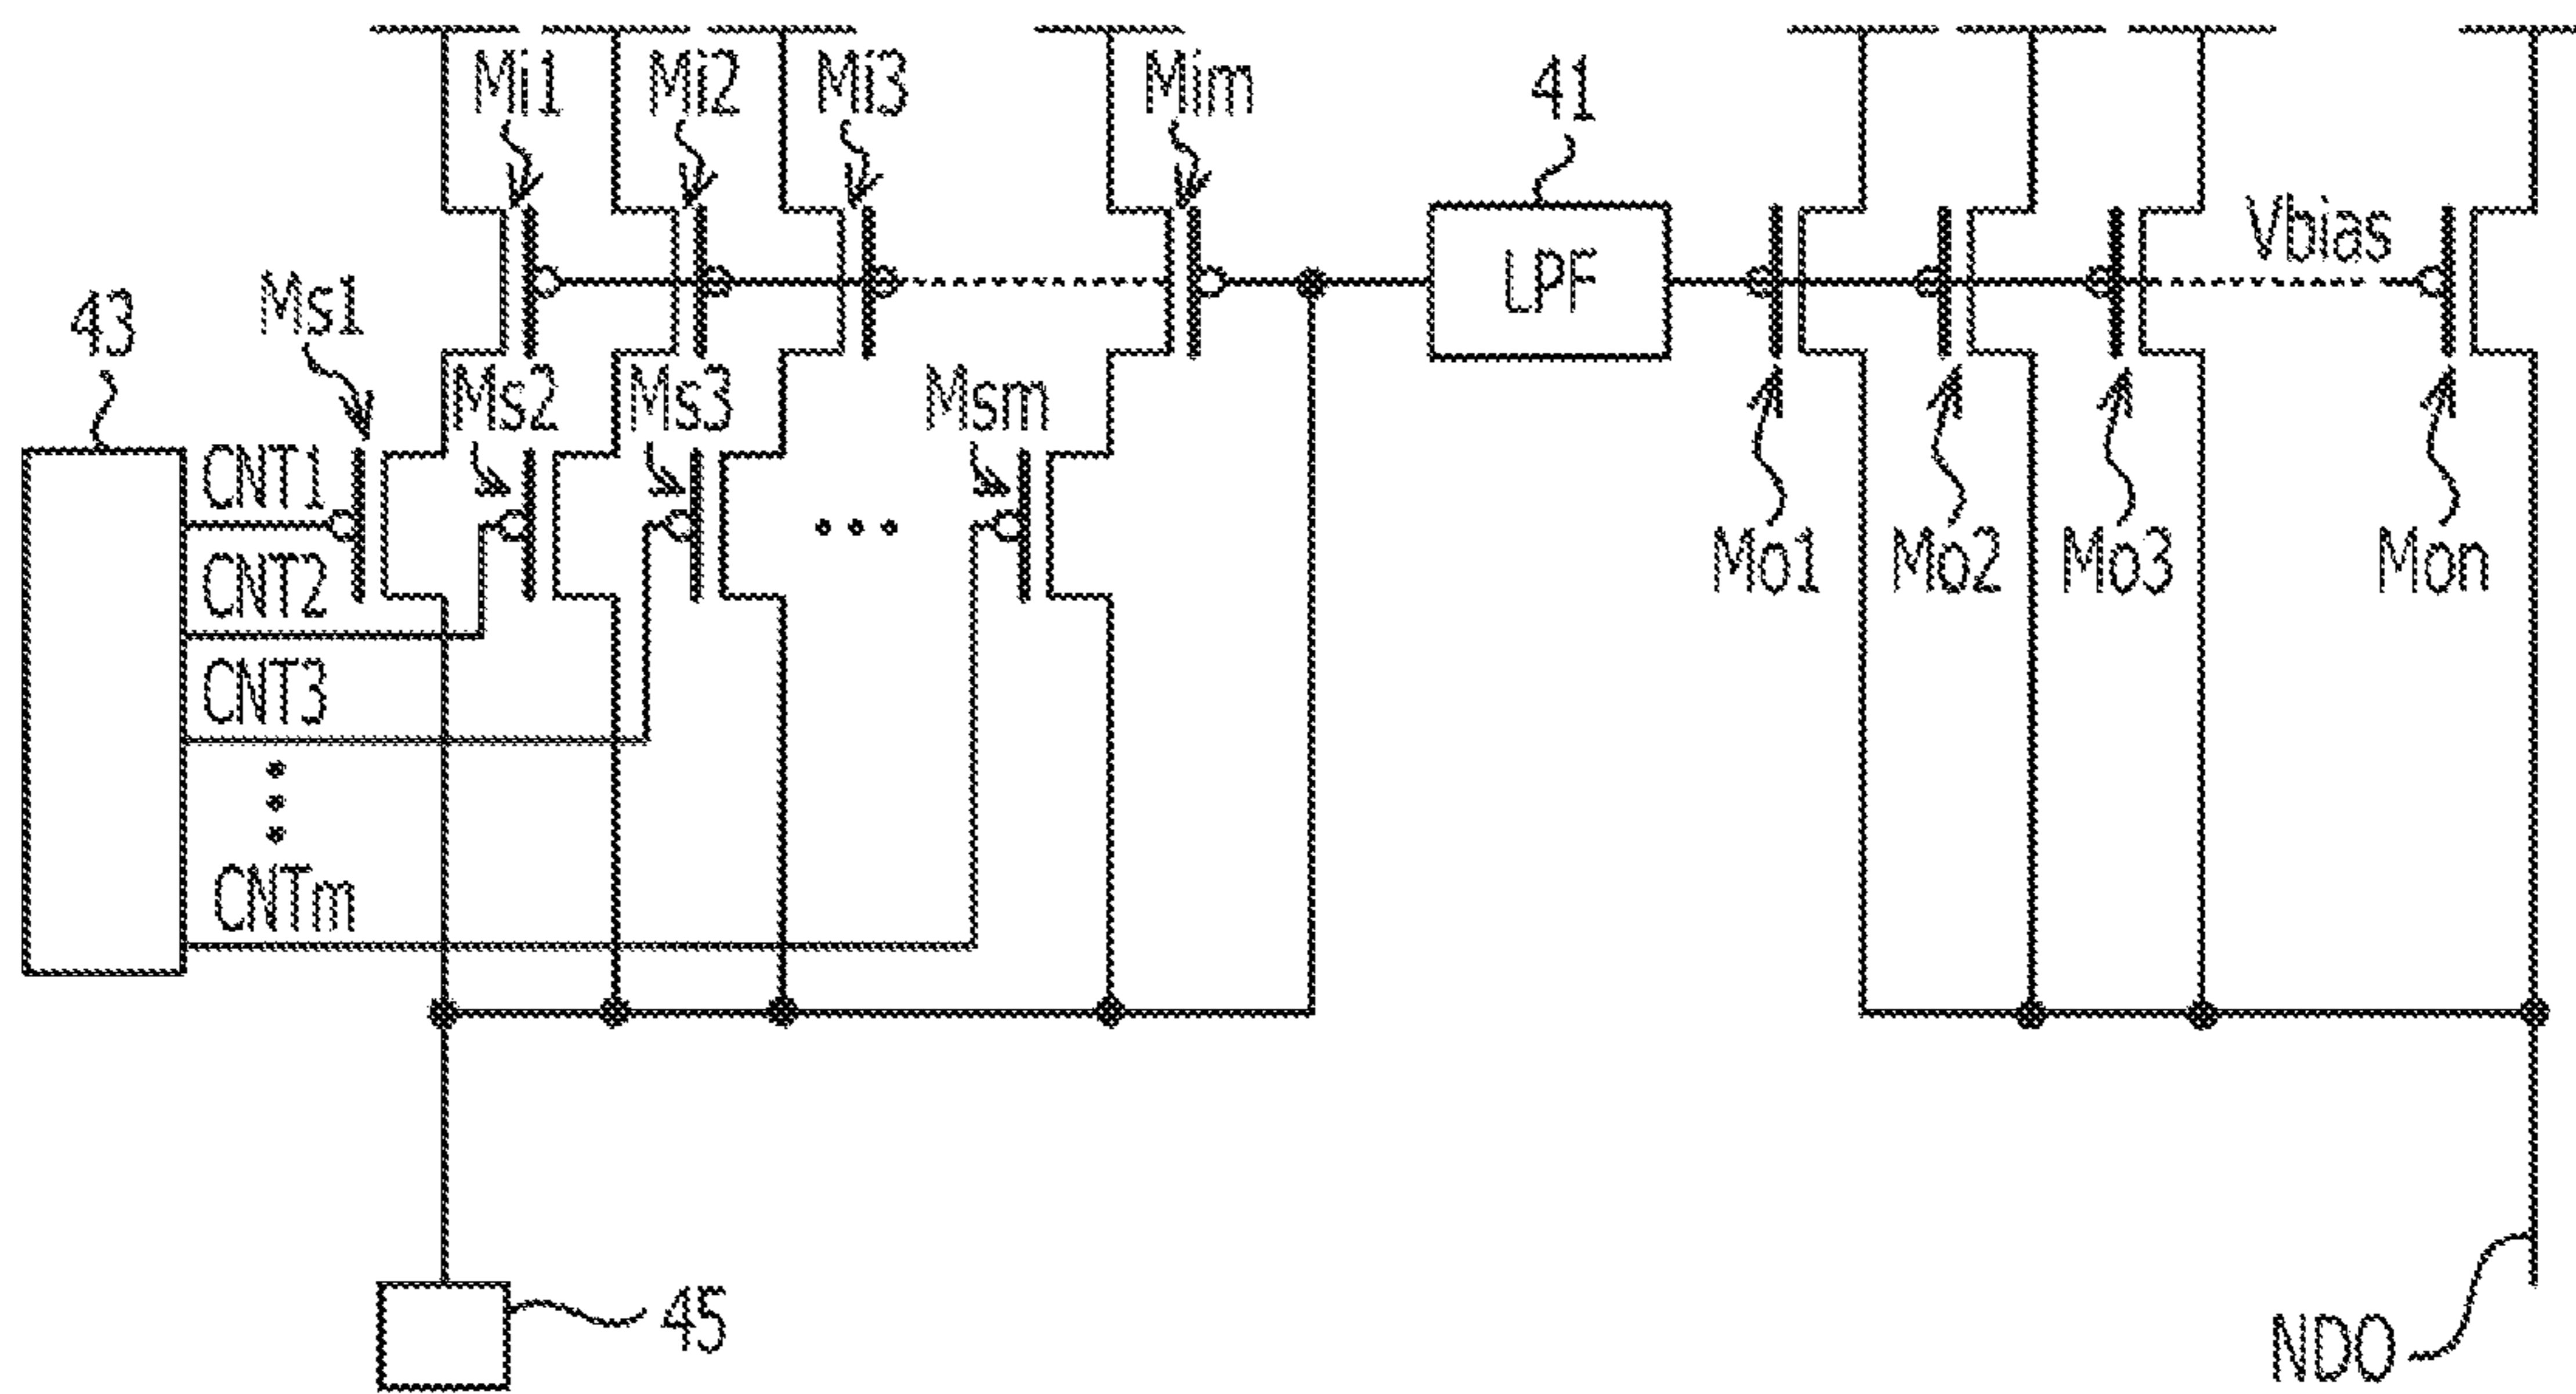 Mi1
Mi2
Mi3
Mim
41
LPF
Vbias
Ms1
43
Ms2
Ms3
Msm
CNT1
CNT2
CNT3
CNTm
Mo1
Mo2
Mo3
Mon
45
NDO